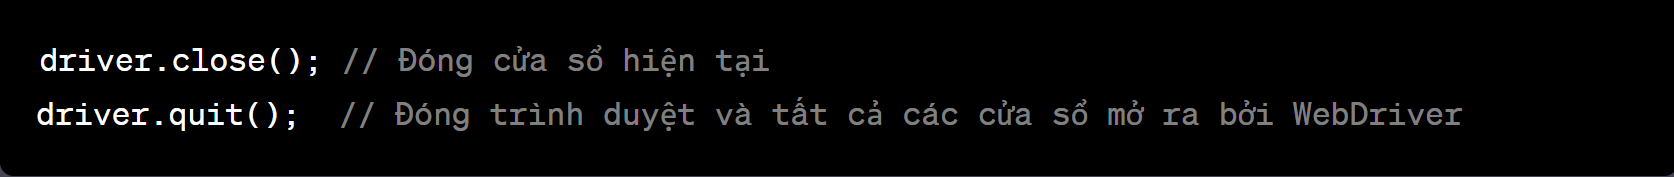 driver.close(); // Đóng cửa sổ hiện tại
driver.quit();  // Đóng trình duyệt và tất cả các cửa sổ mở ra bởi WebDriver